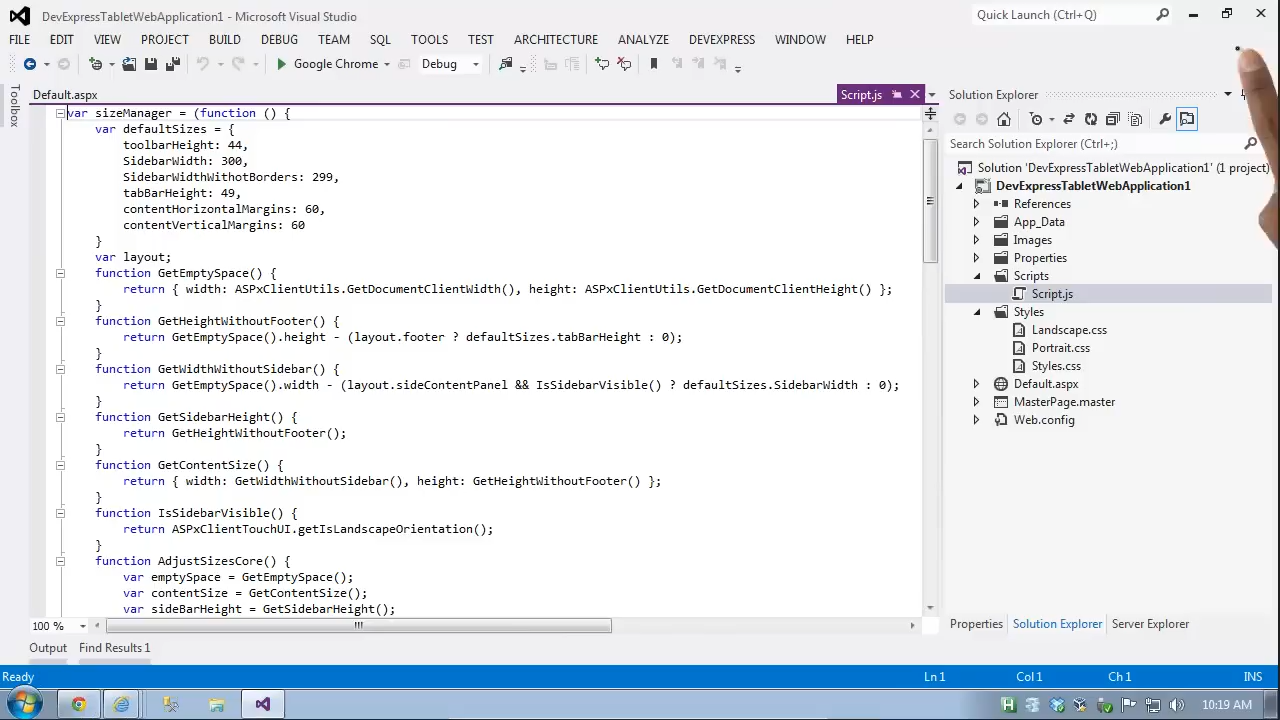 DevExpressTabletWebApplication1 - Microsoft Visual Studio
Quick Launch (Ctrl+Q)
FILE EDIT VIEW PROJECT BUILD DEBUG TEAM SQL TOOLS TEST ARCHITECTURE ANALYZE DEVEXPRESS WINDOW HELP
Google Chrome Debug
Toolbox
Default.aspx Script.js
var sizeManager = (function () {
var defaultSizes = {
toolbarHeight: 44,
SidebarWidth: 300,
SidebarWidthWithotBorders: 299,
tabBarHeight: 49,
contentHorizontalMargins: 60,
contentVerticalMargins: 60
}
var layout;
function GetEmptySpace() {
return { width: ASPxClientUtils.GetDocumentClientWidth(), height: ASPxClientUtils.GetDocumentClientHeight() };
}
function GetHeightWithoutFooter() {
return GetEmptySpace().height - (layout.footer ? defaultSizes.tabBarHeight : 0);
}
function GetWidthWithoutSidebar() {
return GetEmptySpace().width - (layout.sideContentPanel && IsSidebarVisible() ? defaultSizes.SidebarWidth : 0);
}
function GetSidebarHeight() {
return GetHeightWithoutFooter();
}
function GetContentSize() {
return { width: GetWidthWithoutSidebar(), height: GetHeightWithoutFooter() };
}
function IsSidebarVisible() {
return ASPxClientTouchUI.getIsLandscapeOrientation();
}
function AdjustSizesCore() {
var emptySpace = GetEmptySpace();
var contentSize = GetContentSize();
var sideBarHeight = GetSidebarHeight();
100 %
Output Find Results 1
Solution Explorer
Search Solution Explorer (Ctrl+;)
Solution 'DevExpressTabletWebApplication1' (1 project)
DevExpressTabletWebApplication1
References
App_Data
Images
Properties
Scripts
Script.js
Styles
Landscape.css
Portrait.css
Styles.css
Default.aspx
MasterPage.master
Web.config
Properties Solution Explorer Server Explorer
Ready Ln 1 Col 1 Ch 1 INS
10:19 AM